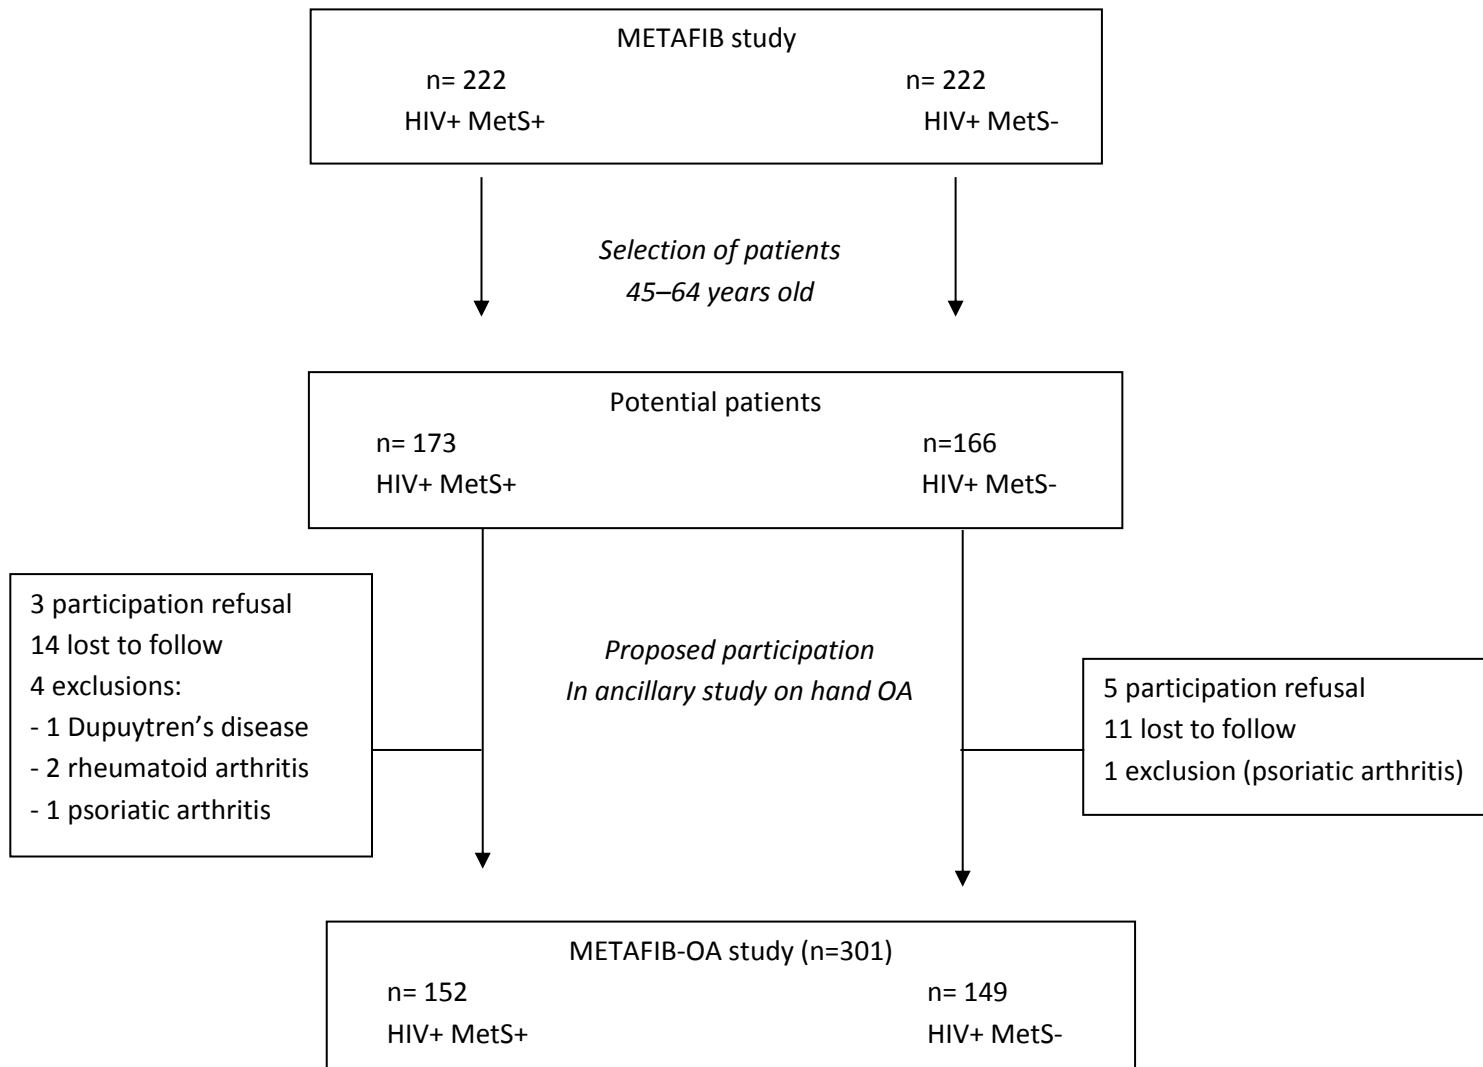 METAFIB study
n= 222
n= 222
HIV+ MetS+
HIV+ MetS-
Selection of patients
45–64 years old
Potential patients
n= 173
n=166
HIV+ MetS+
HIV+ MetS-
3 participation refusal
14 lost to follow
4 exclusions:
- 1 Dupuytren’s disease
- 2 rheumatoid arthritis
- 1 psoriatic arthritis
Proposed participation
In ancillary study on hand OA
5 participation refusal
11 lost to follow
1 exclusion (psoriatic arthritis)
METAFIB-OA study (n=301)
n= 152
n= 149
HIV+ MetS+
HIV+ MetS-